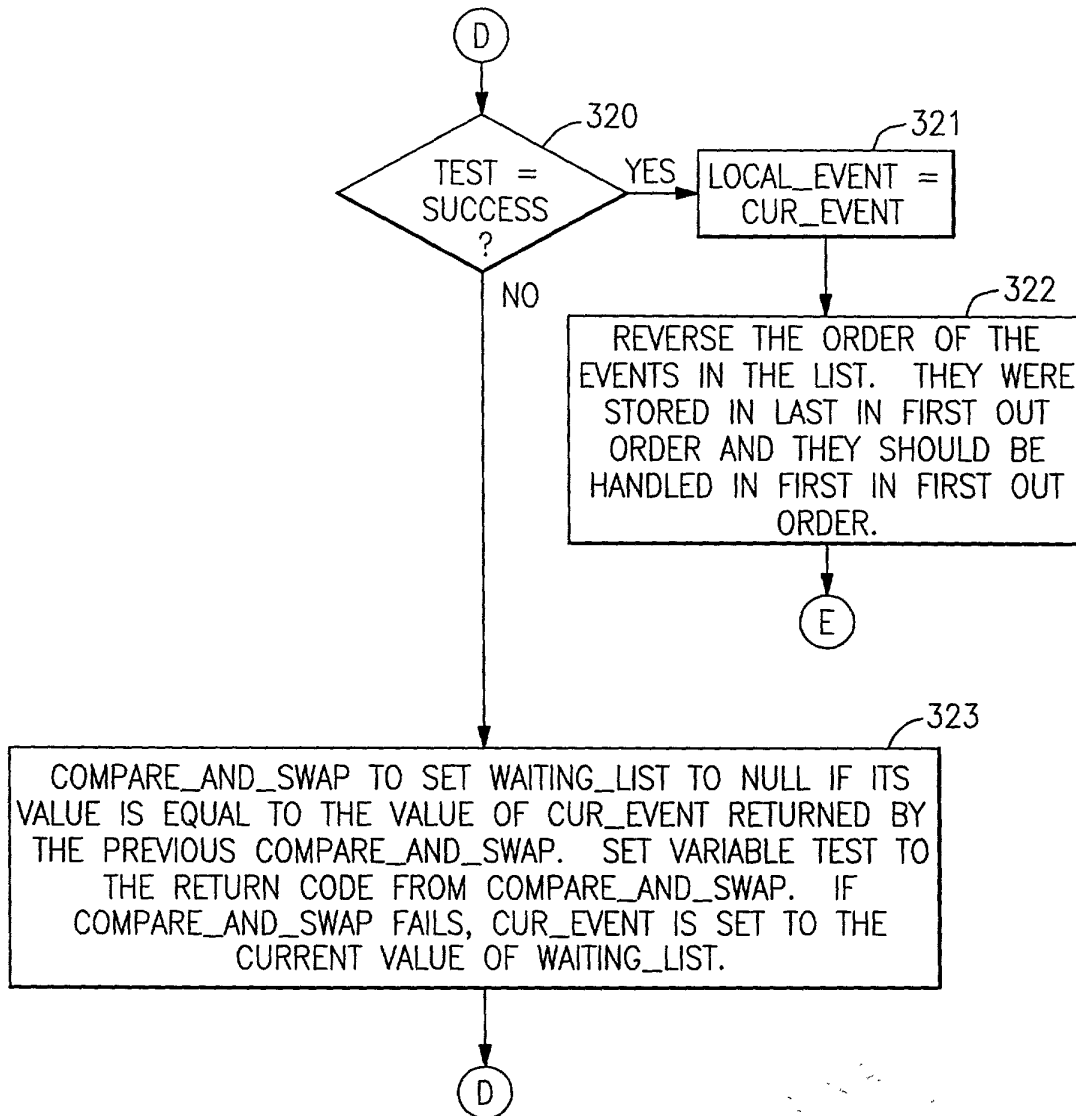 D
320
TEST =
SUCCESS
?
YES
321
LOCAL_EVENT =
CUR_EVENT
NO
322
REVERSE THE ORDER OF THE
EVENTS IN THE LIST. THEY WERE
STORED IN LAST IN FIRST OUT
ORDER AND THEY SHOULD BE
HANDLED IN FIRST IN FIRST OUT
ORDER.
E
323
COMPARE_AND_SWAP TO SET WAITING_LIST TO NULL IF ITS
VALUE IS EQUAL TO THE VALUE OF CUR_EVENT RETURNED BY
THE PREVIOUS COMPARE_AND_SWAP. SET VARIABLE TEST TO
THE RETURN CODE FROM COMPARE_AND_SWAP. IF
COMPARE_AND_SWAP FAILS, CUR_EVENT IS SET TO THE
CURRENT VALUE OF WAITING_LIST.
D